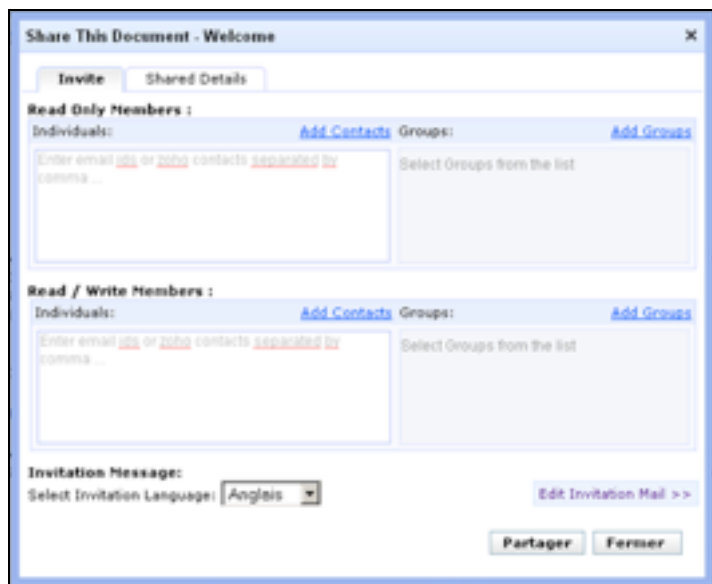 Share This Document - Welcome
Invite Shared Details
Read Only Members :
Individuals: Add Contacts Groups: Add Groups
Enter email ids or zoho contacts separated by
comma ...
Select Groups from the list
Read / Write Members :
Individuals: Add Contacts Groups: Add Groups
Enter email ids or zoho contacts separated by
comma ...
Select Groups from the list
Invitation Message:
Select Invitation Language: Anglais Edit Invitation Mail >>
Partager Fermer